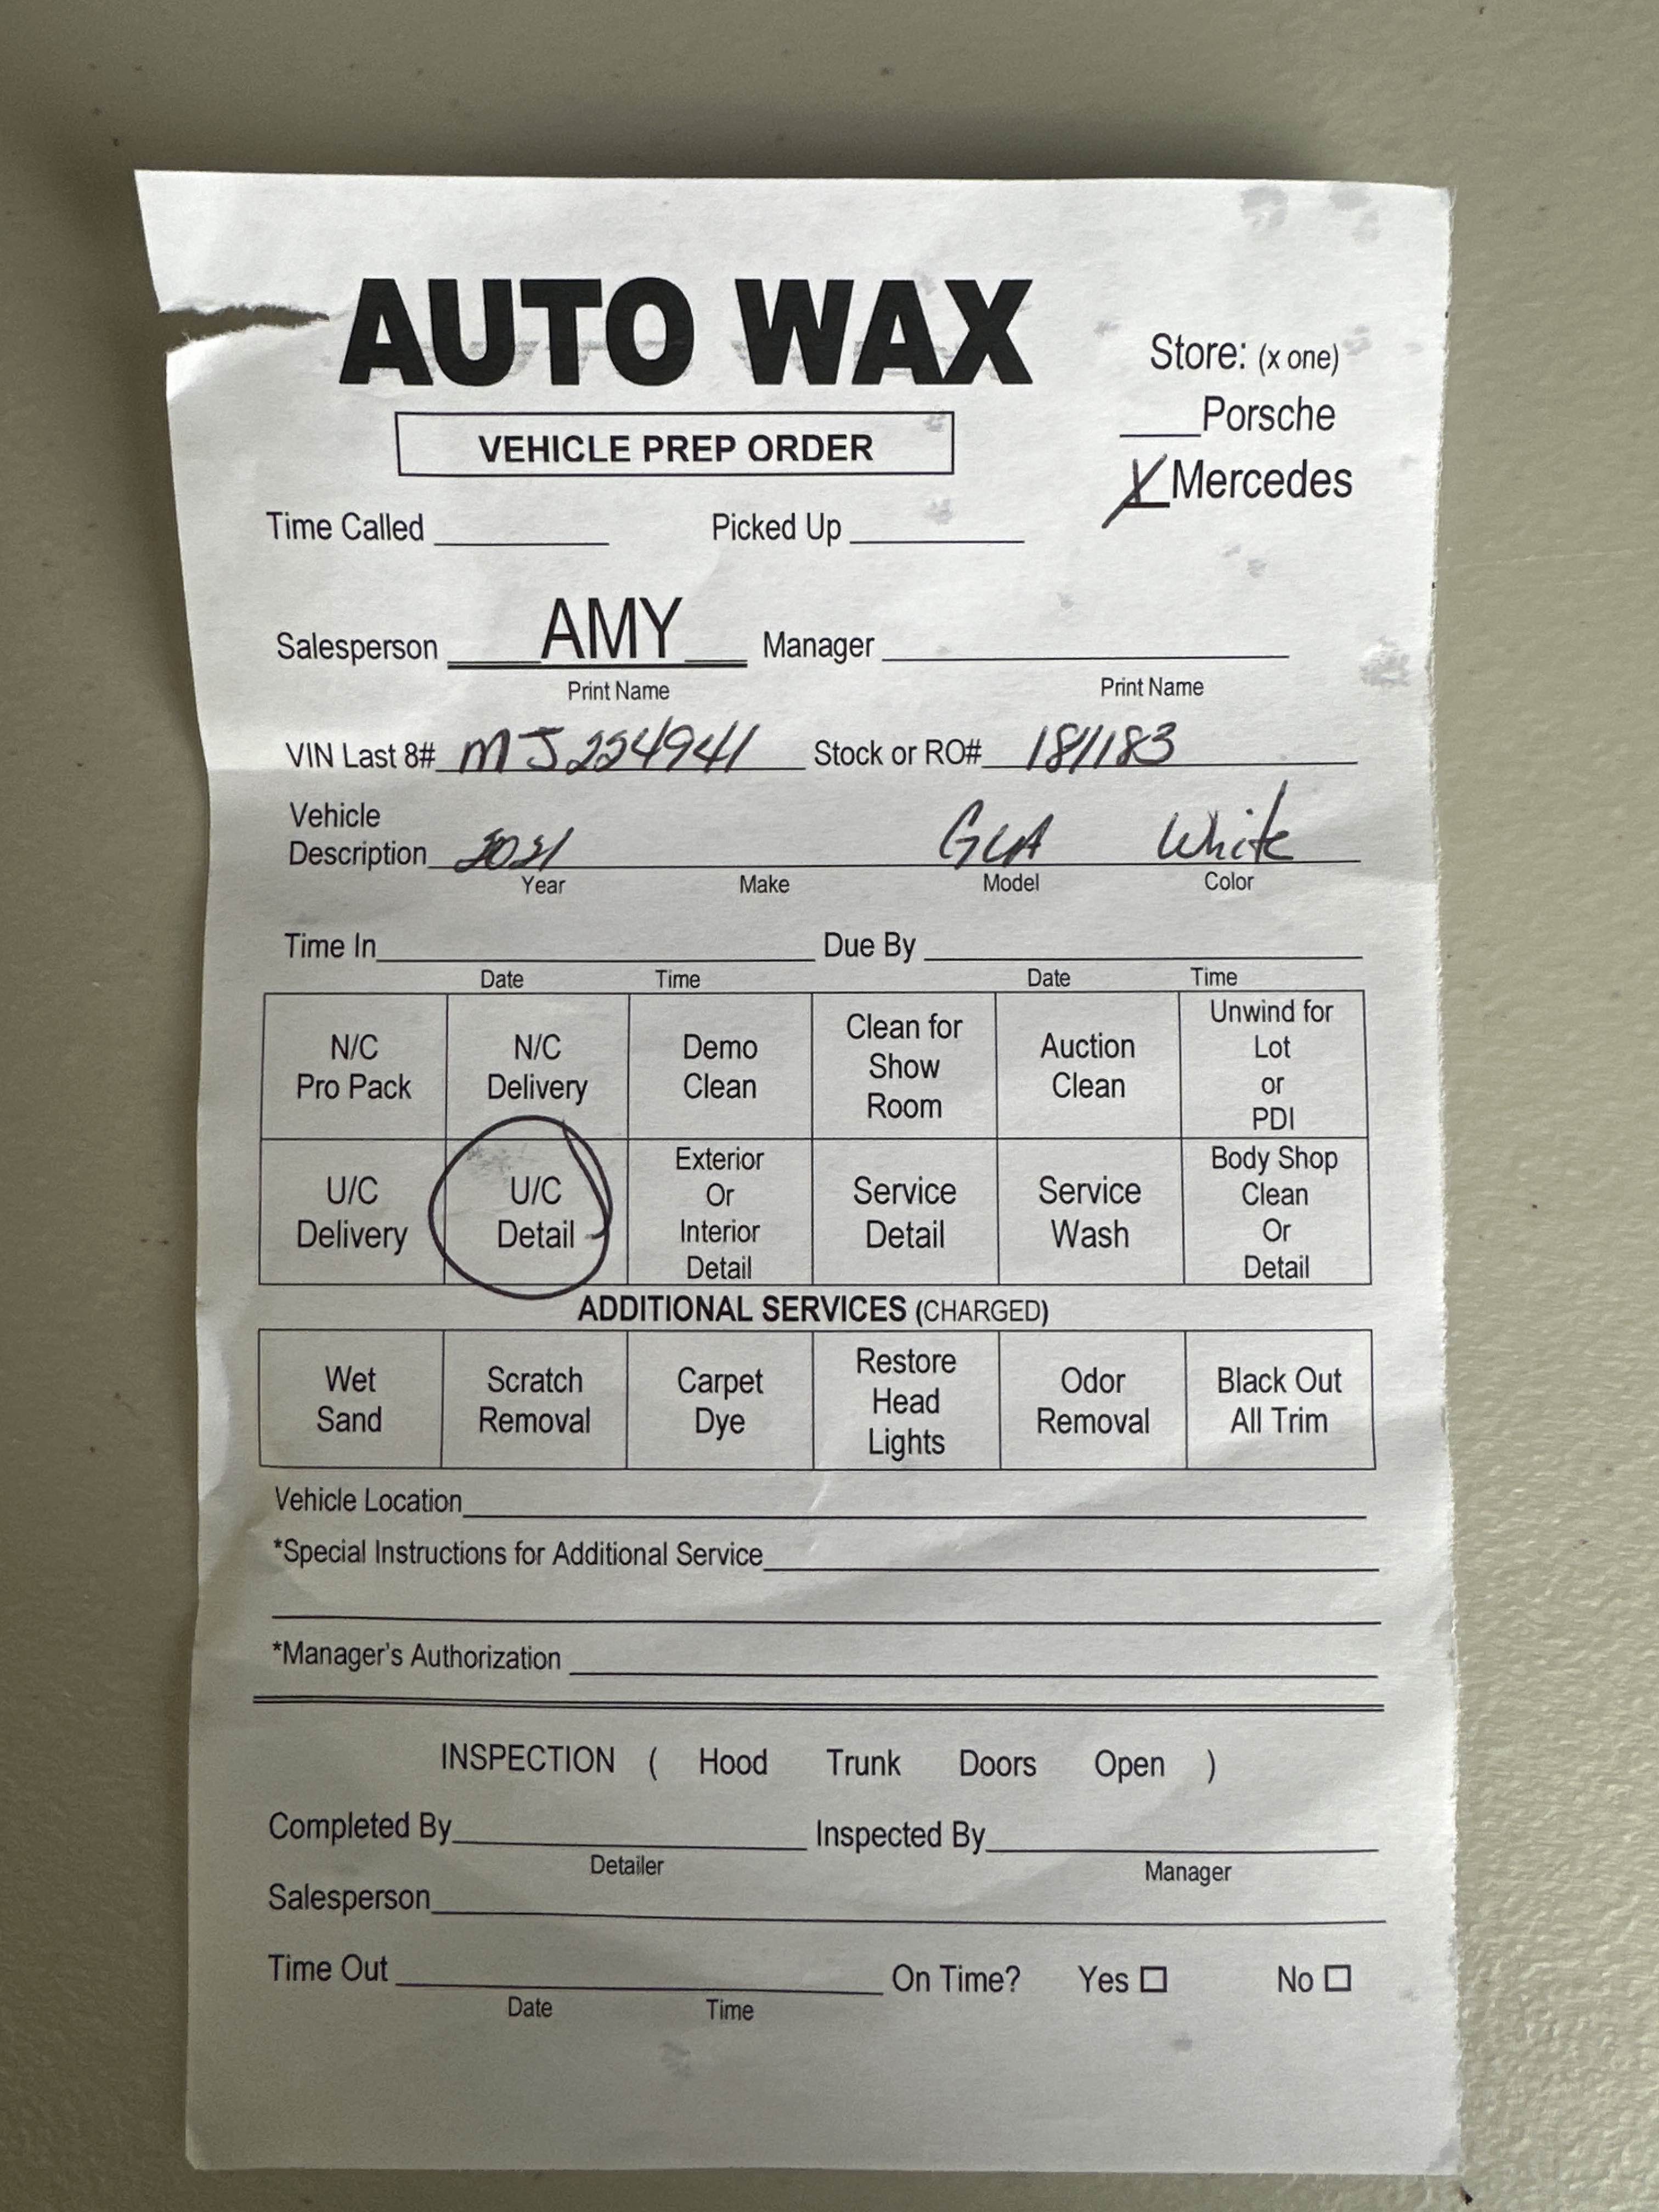 AUTO WAX
Store: (x one)
Porsche
X Mercedes
VEHICLE PREP ORDER
Time Called Picked Up
Salesperson AMY Manager
Print Name Print Name
VIN Last 8# MJ224941 Stock or RO# 181183
Vehicle
Description 2021 GLA White
Year Make Model Color
Time In Due By
Date Time Date Time
N/C Pro Pack
N/C Delivery
Demo Clean
Clean for Show Room
Auction Clean
Unwind for Lot or PDI
U/C Delivery
U/C Detail
Exterior Or Interior Detail
Service Detail
Service Wash
Body Shop Clean Or Detail
ADDITIONAL SERVICES (CHARGED)
Wet Sand
Scratch Removal
Carpet Dye
Restore Head Lights
Odor Removal
Black Out All Trim
Vehicle Location
*Special Instructions for Additional Service
*Manager's Authorization
INSPECTION ( Hood Trunk Doors Open )
Completed By Inspected By
Detailer Manager
Salesperson
Time Out On Time? Yes □ No □
Date Time